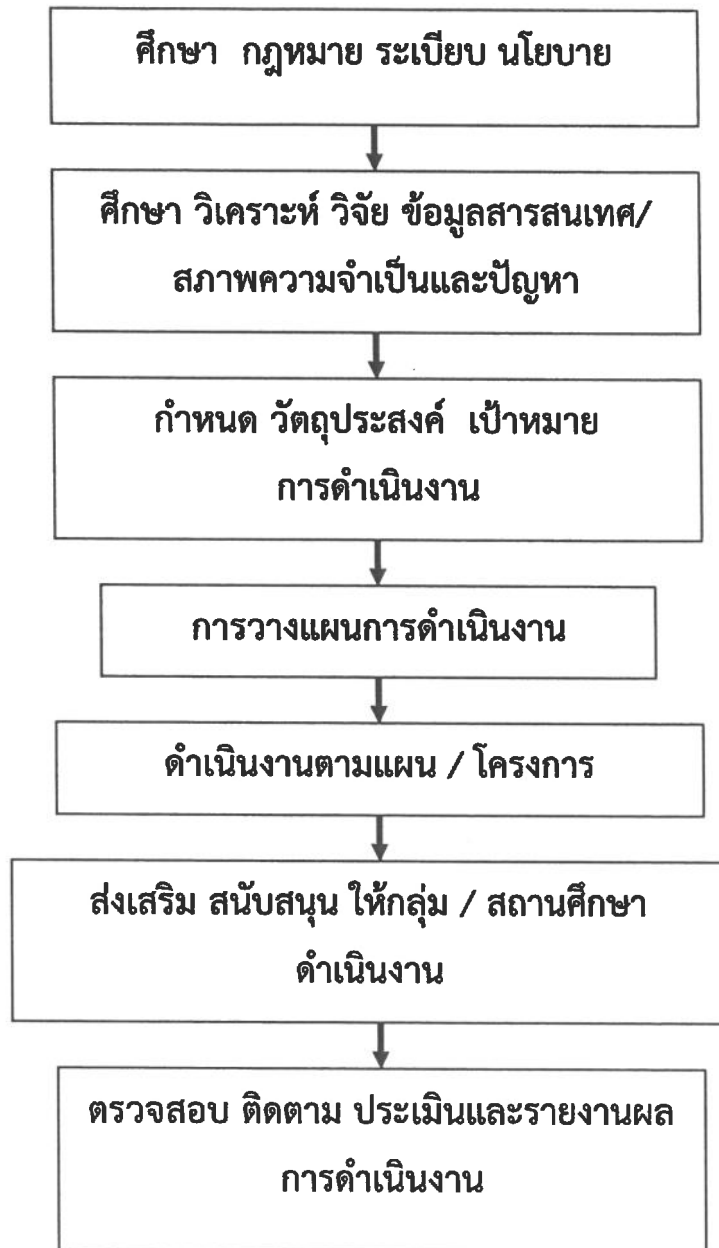 ศึกษา กฎหมาย ระเบียบ นโยบาย
ศึกษา วิเคราะห์ วิจัย ข้อมูลสารสนเทศ/
สภาพความจำเป็นและปัญหา
กำหนด วัตถุประสงค์ เป้าหมาย
การดำเนินงาน
การวางแผนการดำเนินงาน
ดำเนินงานตามแผน / โครงการ
ส่งเสริม สนับสนุน ให้กลุ่ม / สถานศึกษา
ดำเนินงาน
ตรวจสอบ ติดตาม ประเมินและรายงานผล
การดำเนินงาน